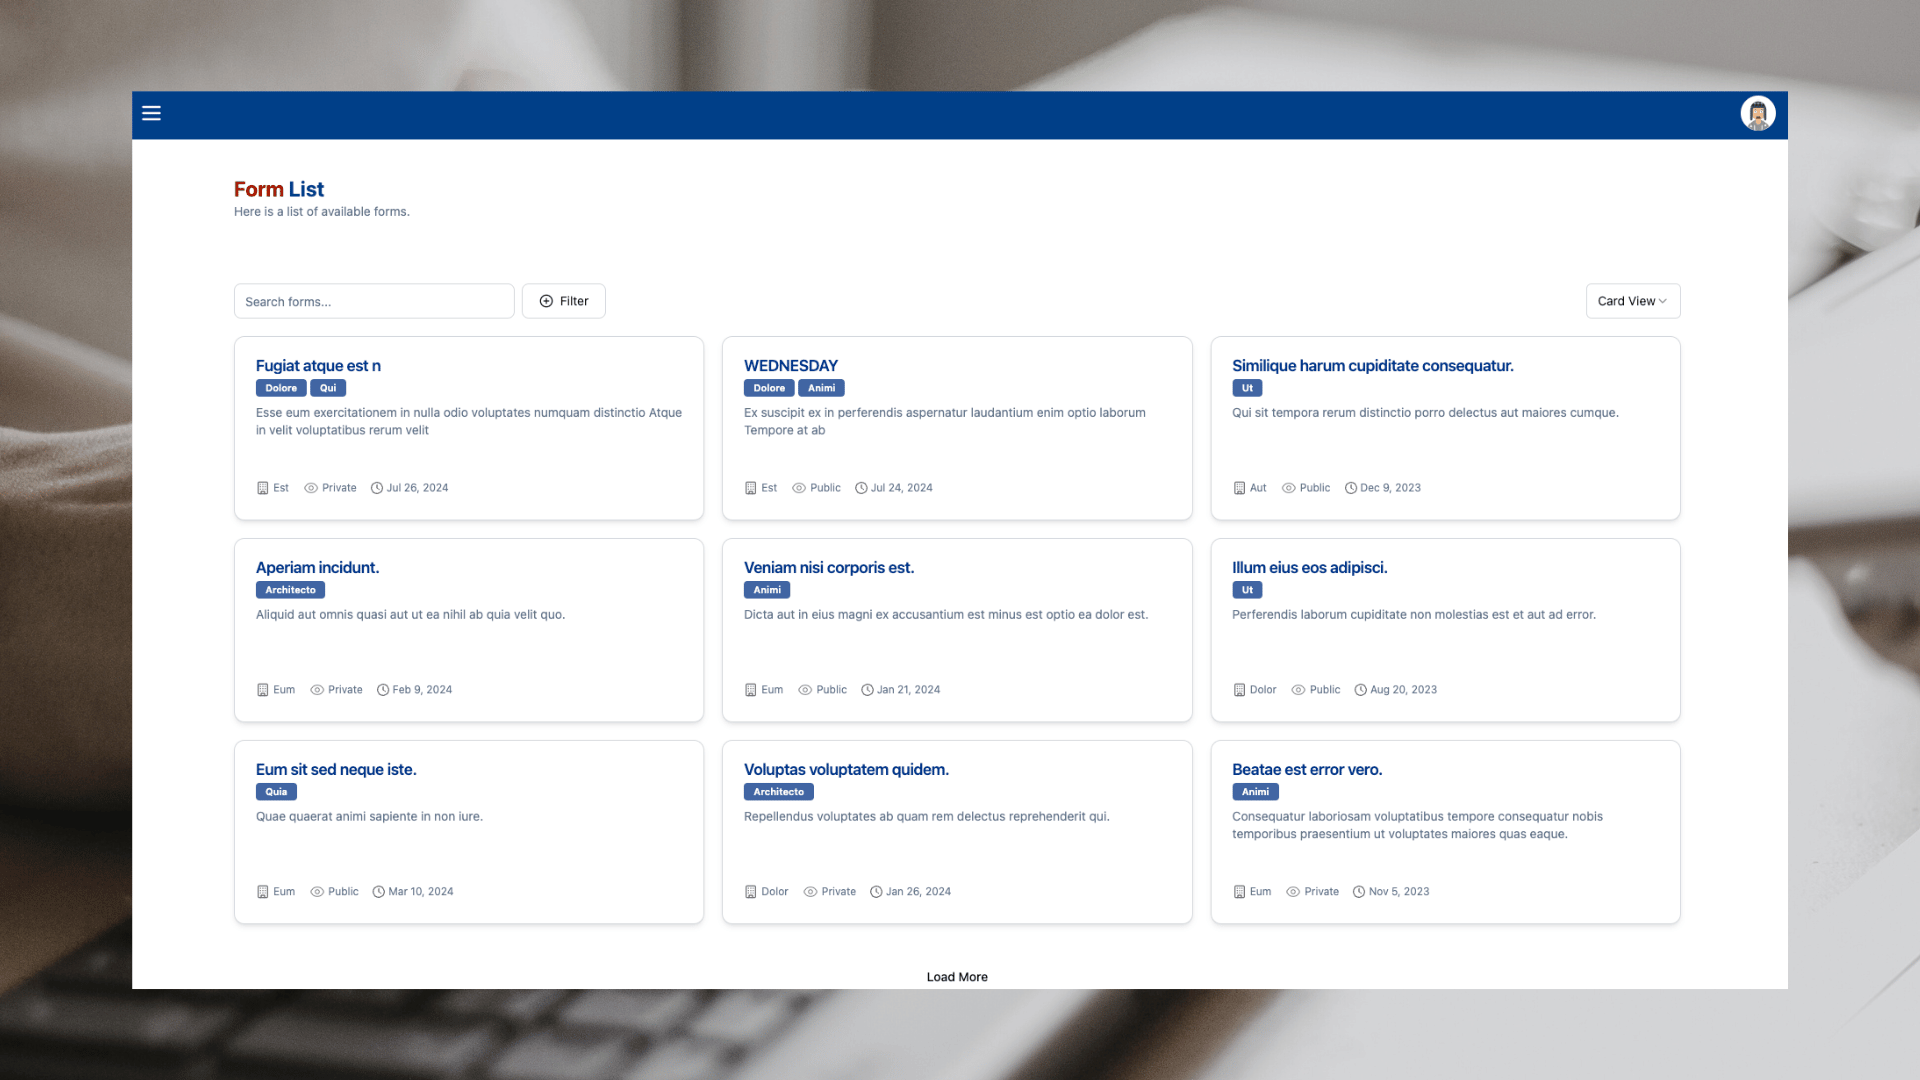 Form List
Here is a list of available forms.
Search forms...
Filter
Card View
Fugiat atque est n
Dolore Qui
Esse eum exercitationem in nulla odio voluptates numquam distinctio Atque
in velit voluptatibus rerum velit
Est Private Jul 26, 2024
WEDNESDAY
Dolore Animi
Ex suscipit ex in perferendis aspernatur laudantium enim optio laborum
Tempore at ab
Est Public Jul 24, 2024
Similique harum cupiditate consequatur.
Ut
Qui sit tempora rerum distinctio porro delectus aut maiores cumque.
Aut Public Dec 9, 2023
Aperiam incidunt.
Architecto
Aliquid aut omnis quasi aut ut ea nihil ab quia velit quo.
Eum Private Feb 9, 2024
Veniam nisi corporis est.
Animi
Dicta aut in eius magni ex accusantium est minus est optio ea dolor est.
Eum Public Jan 21, 2024
Illum eius eos adipisci.
Ut
Perferendis laborum cupiditate non molestias est et aut ad error.
Dolor Public Aug 20, 2023
Eum sit sed neque iste.
Quia
Quae quaerat animi sapiente in non iure.
Eum Public Mar 10, 2024
Voluptas voluptatem quidem.
Architecto
Repellendus voluptates ab quam rem delectus reprehenderit qui.
Dolor Private Jan 26, 2024
Beatae est error vero.
Animi
Consequatur laboriosam voluptatibus tempore consequatur nobis
temporibus praesentium ut voluptates maiores quas eaque.
Eum Private Nov 5, 2023
Load More